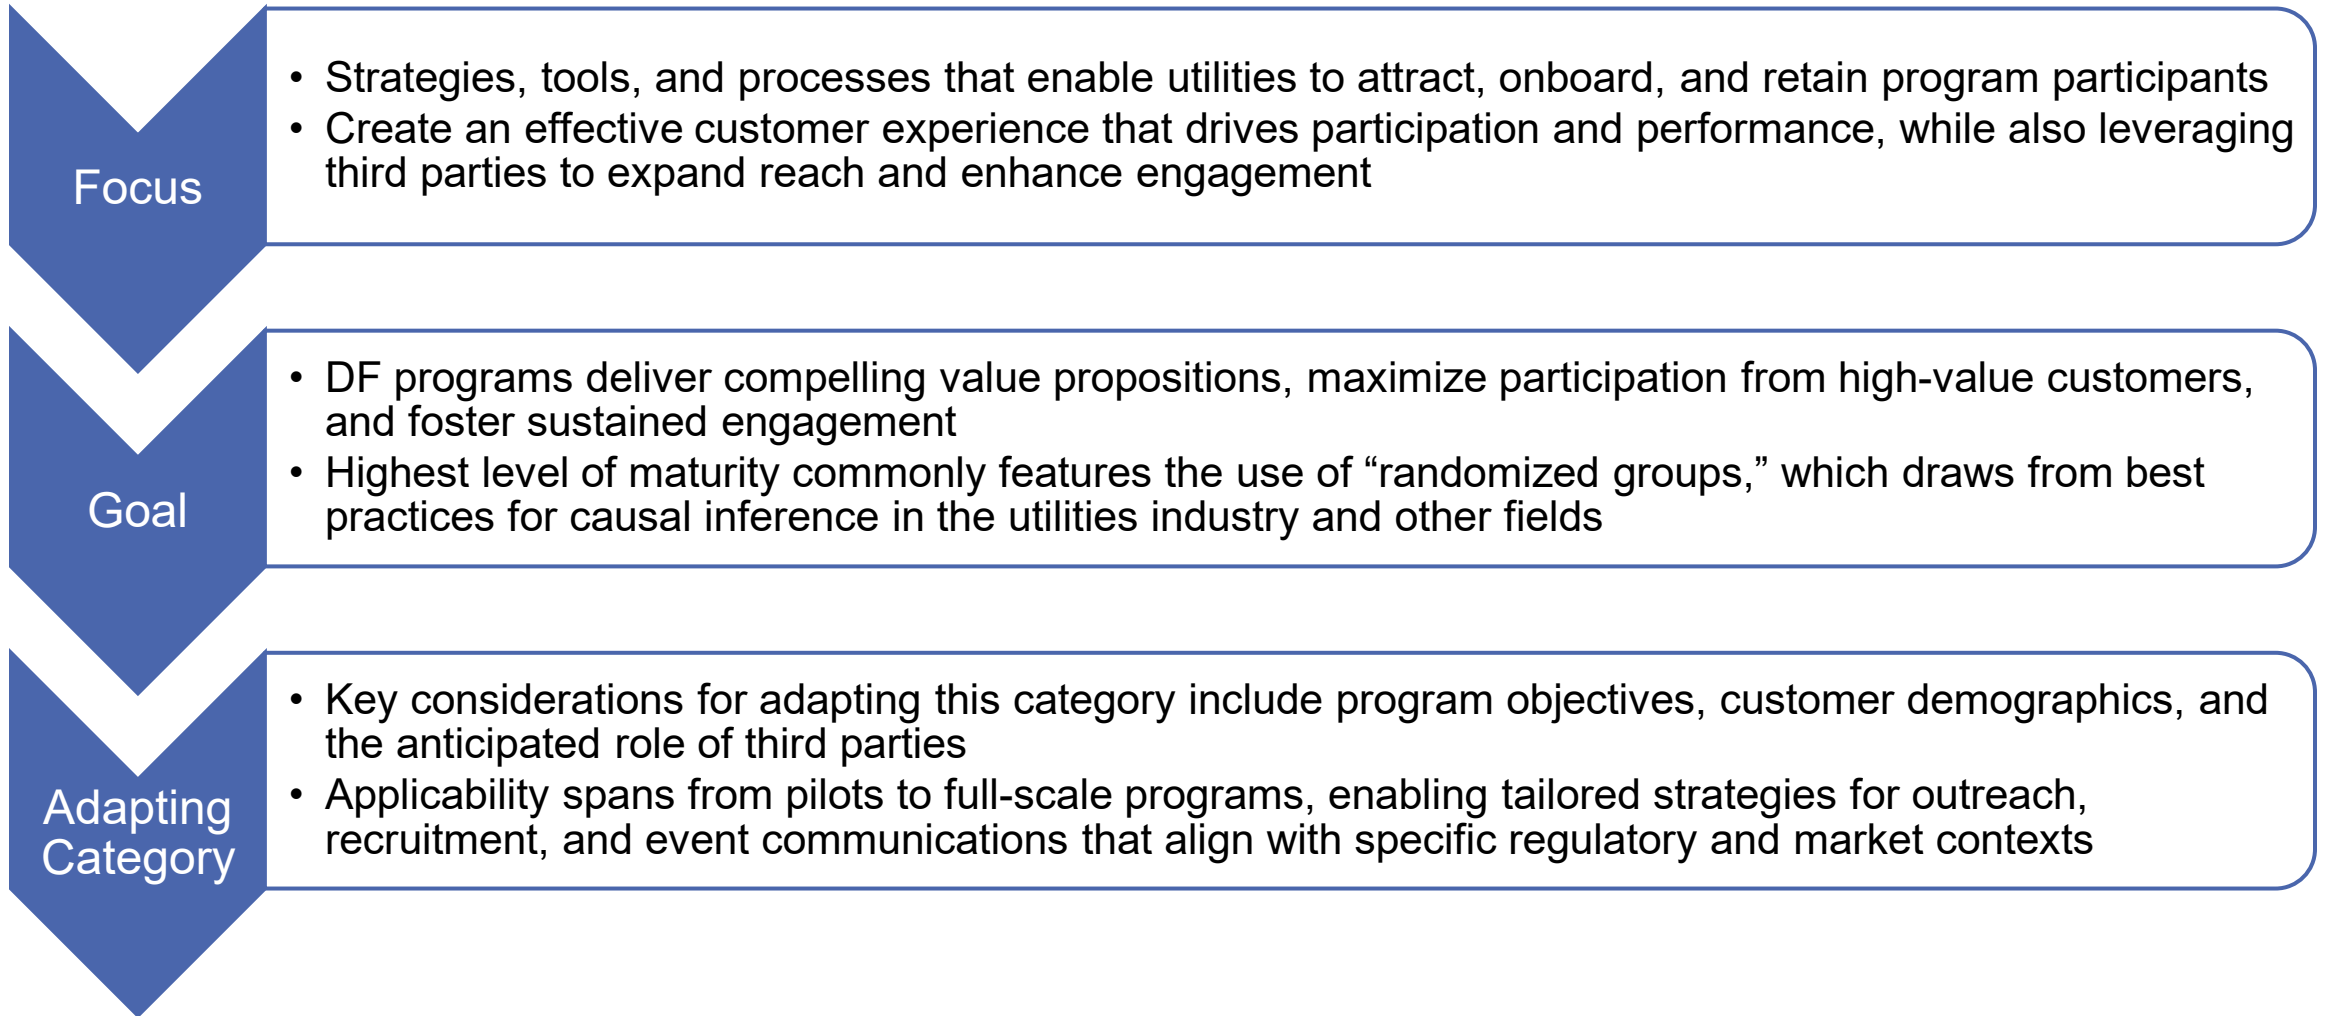 Focus
• Strategies, tools, and processes that enable utilities to attract, onboard, and retain program participants
• Create an effective customer experience that drives participation and performance, while also leveraging
third parties to expand reach and enhance engagement
Goal
• DF programs deliver compelling value propositions, maximize participation from high-value customers,
and foster sustained engagement
• Highest level of maturity commonly features the use of “randomized groups,” which draws from best
practices for causal inference in the utilities industry and other fields
Adapting
Category
• Key considerations for adapting this category include program objectives, customer demographics, and
the anticipated role of third parties
• Applicability spans from pilots to full-scale programs, enabling tailored strategies for outreach,
recruitment, and event communications that align with specific regulatory and market contexts